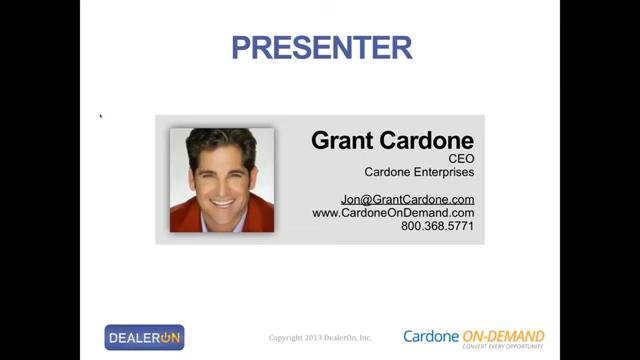 PRESENTER
Grant Cardone
CEO
Cardone Enterprises
Jon@GrantCardone.com
www.CardoneOnDemand.com
800.368.5771
DEALERON
Copyright 2013 DealerOn, Inc.
Cardone ON-DEMAND
CONVERT EVERY OPPORTUNITY